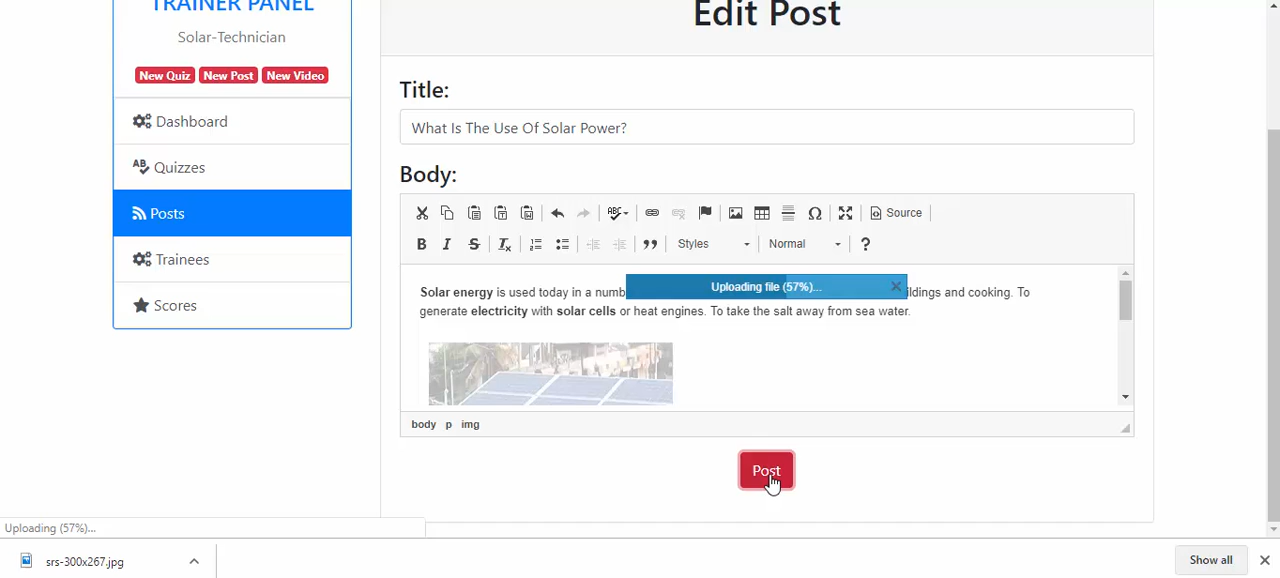 TRAINER PANEL
Solar-Technician
New Quiz New Post New Video
Dashboard
Quizzes
Posts
Trainees
Scores
Edit Post
Title:
What Is The Use Of Solar Power?
Body:
ABC
Source
B I S Tx Styles Normal ?
Uploading file (57%)...
Solar energy is used today in a numb ildings and cooking. To
generate electricity with solar cells or heat engines. To take the salt away from sea water.
body p img
Post
Uploading (57%)...
srs-300x267.jpg
Show all